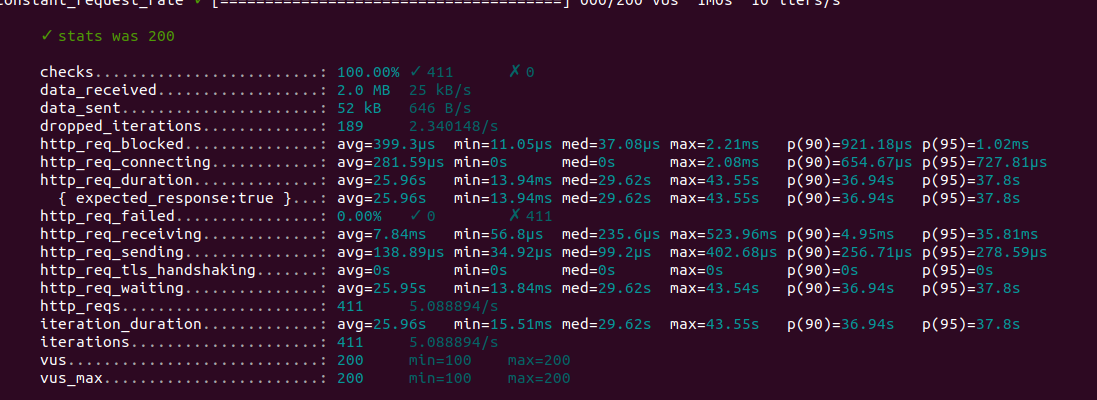 constant_request_rate ✓ [======================================] 000/200 VUs  1m0s  10 iters/s
✓ stats was 200
checks.........................: 100.00% ✓ 411      ✗ 0
data_received..................: 2.0 MB  25 kB/s
data_sent......................: 52 kB   646 B/s
dropped_iterations.............: 189     2.340148/s
http_req_blocked...............: avg=399.3µs  min=11.05µs med=37.08µs max=2.21ms   p(90)=921.18µs p(95)=1.02ms
http_req_connecting............: avg=281.59µs min=0s      med=0s      max=2.08ms   p(90)=654.67µs p(95)=727.81µs
http_req_duration..............: avg=25.96s   min=13.94ms med=29.62s  max=43.55s   p(90)=36.94s   p(95)=37.8s
{ expected_response:true }...: avg=25.96s   min=13.94ms med=29.62s  max=43.55s   p(90)=36.94s   p(95)=37.8s
http_req_failed................: 0.00%   ✓ 0        ✗ 411
http_req_receiving.............: avg=7.84ms   min=56.8µs  med=235.6µs max=523.96ms p(90)=4.95ms   p(95)=35.81ms
http_req_sending...............: avg=138.89µs min=34.92µs med=99.2µs  max=402.68µs p(90)=256.71µs p(95)=278.59µs
http_req_tls_handshaking.......: avg=0s       min=0s      med=0s      max=0s       p(90)=0s       p(95)=0s
http_req_waiting...............: avg=25.95s   min=13.84ms med=29.62s  max=43.54s   p(90)=36.94s   p(95)=37.8s
http_reqs......................: 411     5.088894/s
iteration_duration.............: avg=25.96s   min=15.51ms med=29.62s  max=43.55s   p(90)=36.94s   p(95)=37.8s
iterations.....................: 411     5.088894/s
vus............................: 200     min=100    max=200
vus_max........................: 200     min=100    max=200